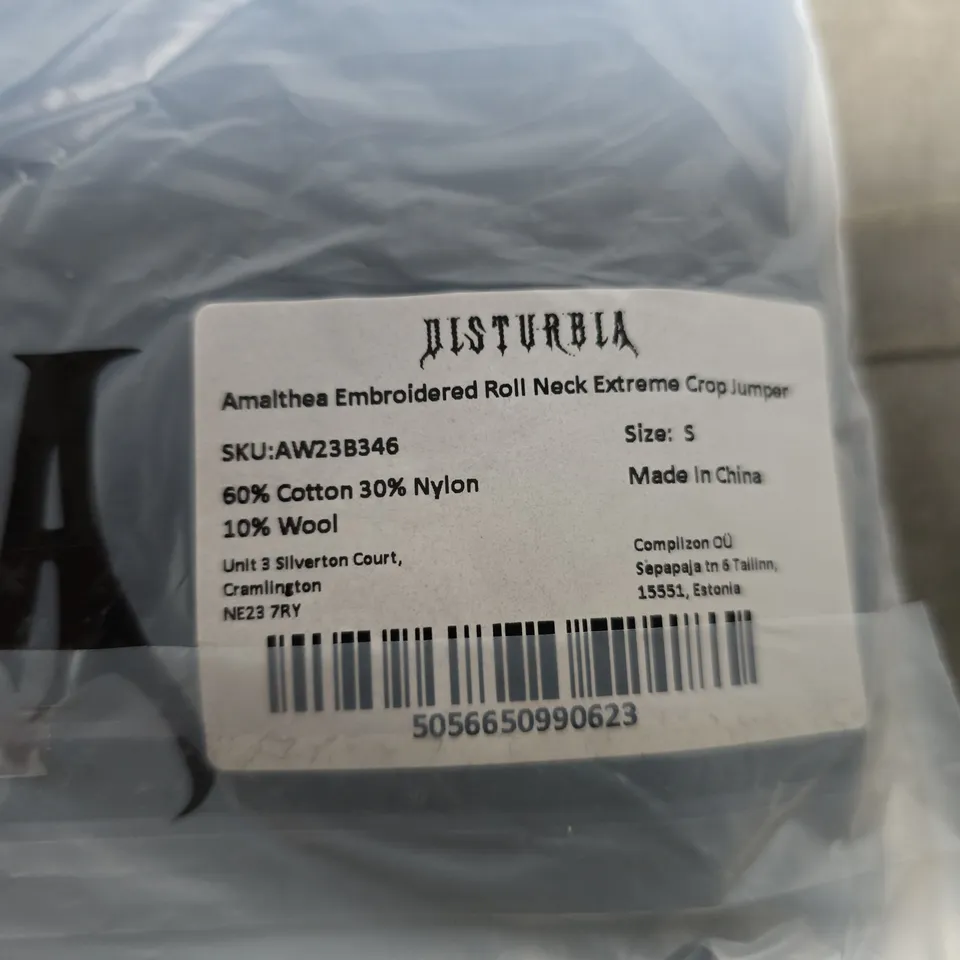 DISTURBIA
Amalthea Embroidered Roll Neck Extreme Crop Jumper
SKU:AW23B346
Size: S
60% Cotton 30% Nylon
10% Wool
Made In China
Unit 3 Silverton Court,
Cramlington
NE23 7RY
Complizon OÜ
Sepapaja tn 6 Tallinn,
15551, Estonia
5056650990623
A